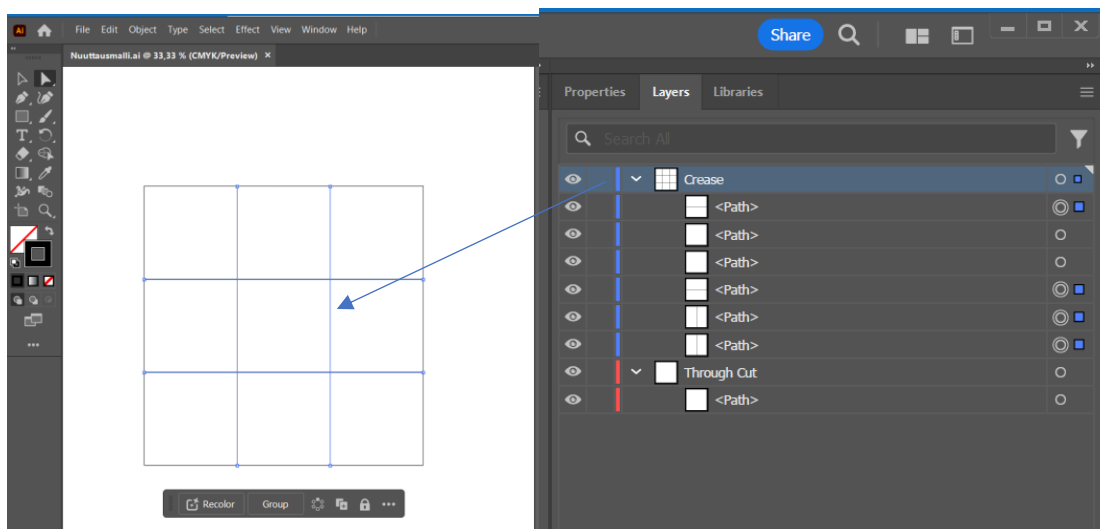 Ai File Edit Object Type Select Effect View Window Help
Nuuttausmalli.ai @ 33,33 % (CMYK/Preview) ×
Recolor Group
Share
Properties Layers Libraries
Search All
Crease
<Path>
<Path>
<Path>
<Path>
<Path>
<Path>
Through Cut
<Path>